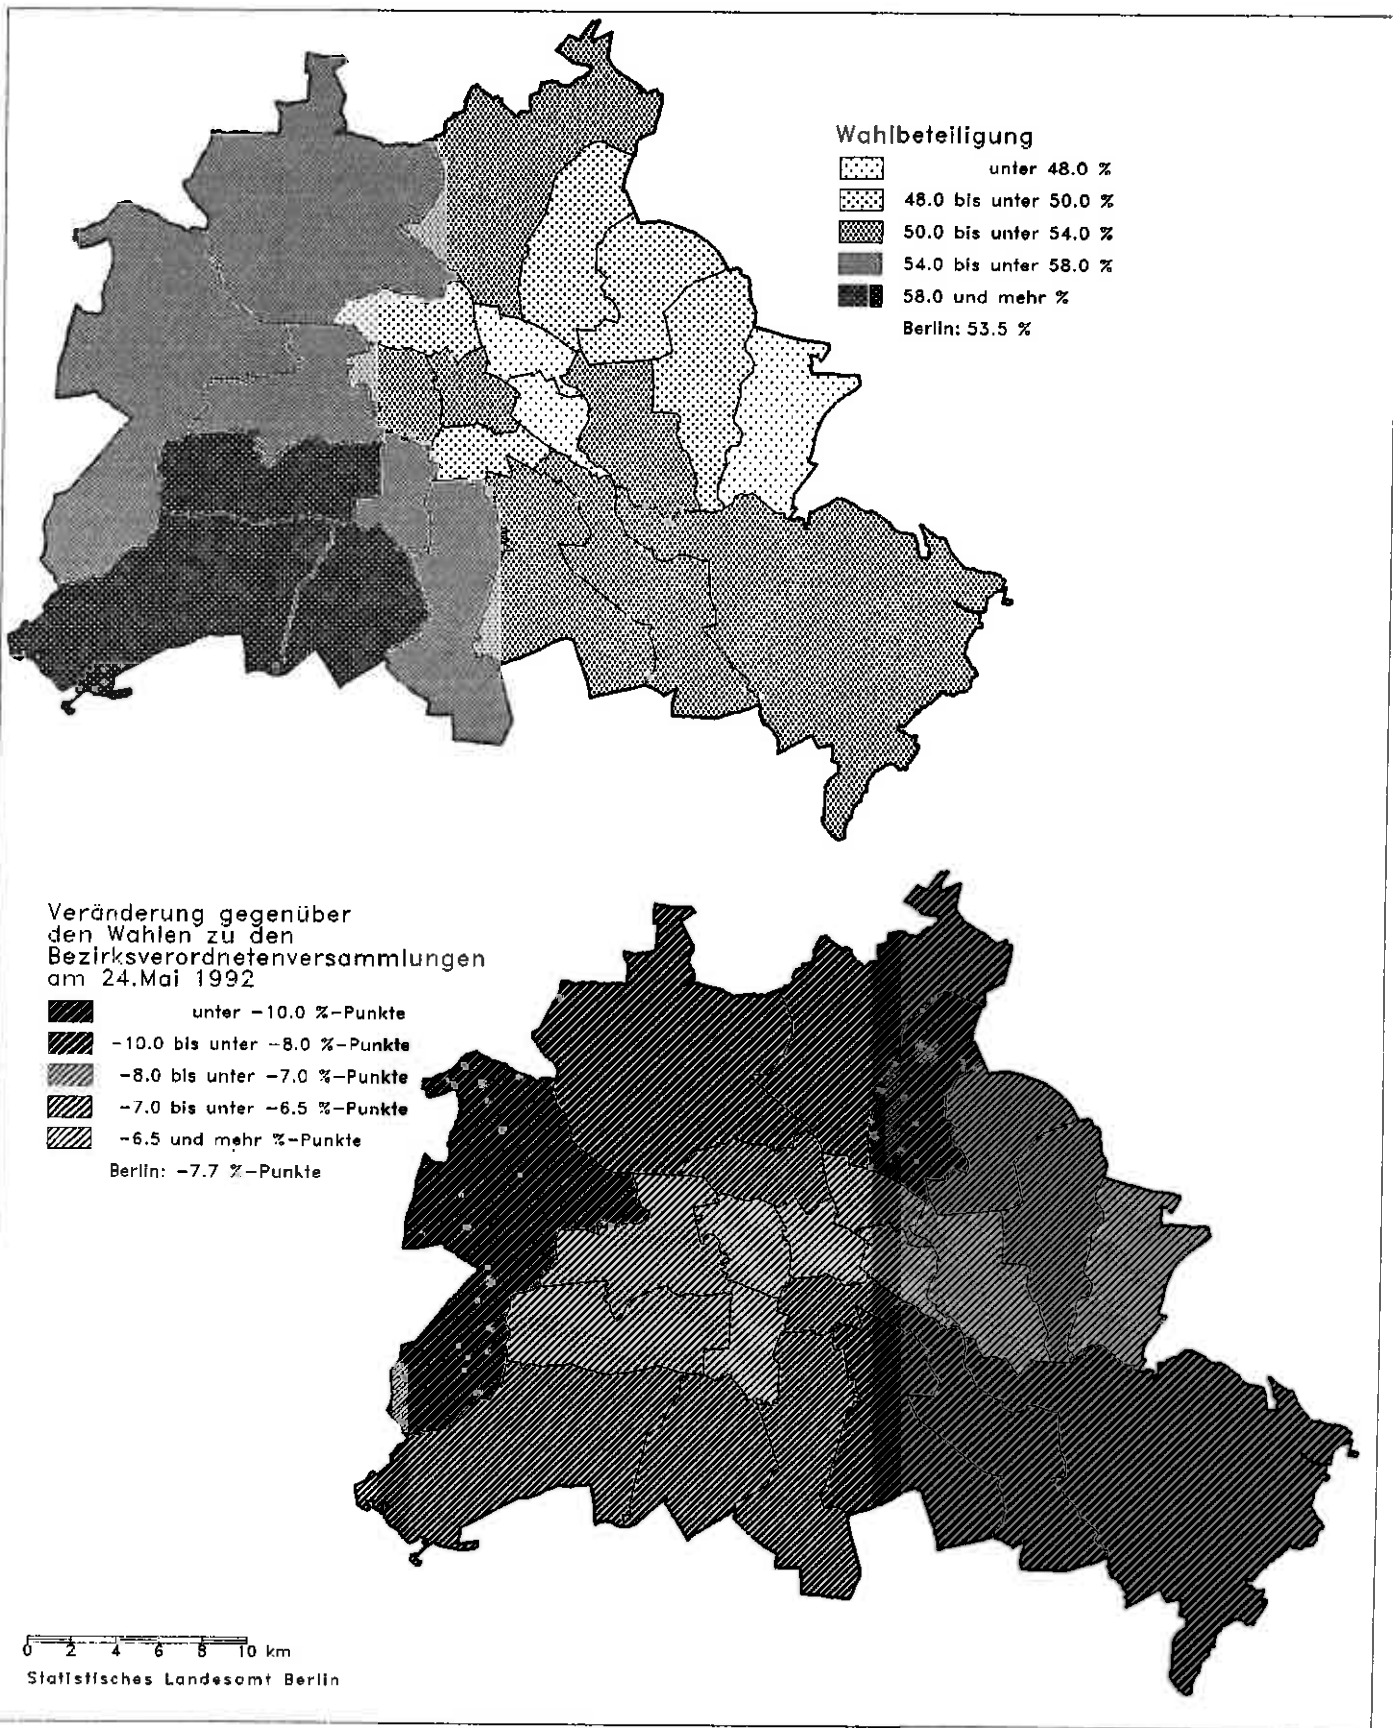 Wahlbeteiligung
unter 48.0 %
48.0 bis unter 50.0 %
50.0 bis unter 54.0 %
54.0 bis unter 58.0 %
58.0 und mehr %
Berlin: 53.5 %
Veränderung gegenüber
den Wahlen zu den
Bezirksverordnetenversammlungen
am 24.Mai 1992
unter -10.0 %-Punkte
-10.0 bis unter -8.0 %-Punkte
-8.0 bis unter -7.0 %-Punkte
-7.0 bis unter -6.5 %-Punkte
-6.5 und mehr %-Punkte
Berlin: -7.7 %-Punkte
0 2 4 6 8 10 km
Statistisches Landesamt Berlin